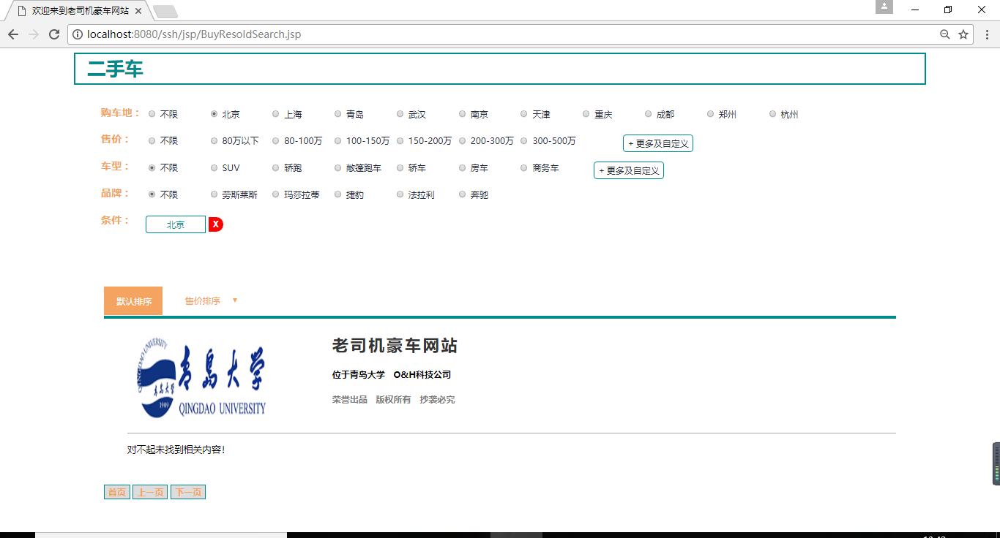 欢迎来到老司机豪车网站
localhost:8080/ssh/jsp/BuyResoldSearch.jsp
二手车
购车地： 不限 北京 上海 青岛 武汉 南京 天津 重庆 成都 郑州 杭州
售价： 不限 80万以下 80-100万 100-150万 150-200万 200-300万 300-500万 + 更多及自定义
车型： 不限 SUV 轿跑 敞篷跑车 轿车 房车 商务车 + 更多及自定义
品牌： 不限 劳斯莱斯 玛莎拉蒂 捷豹 法拉利 奔驰
条件： 北京 X
默认排序 售价排序 ▼
QINGDAO UNIVERSITY
青岛大学
青岛大学
1909
QINGDAO UNIVERSITY
老司机豪车网站
位于青岛大学 O&H科技公司
荣誉出品 版权所有 抄袭必究
对不起未找到相关内容!
首页 上一页 下一页